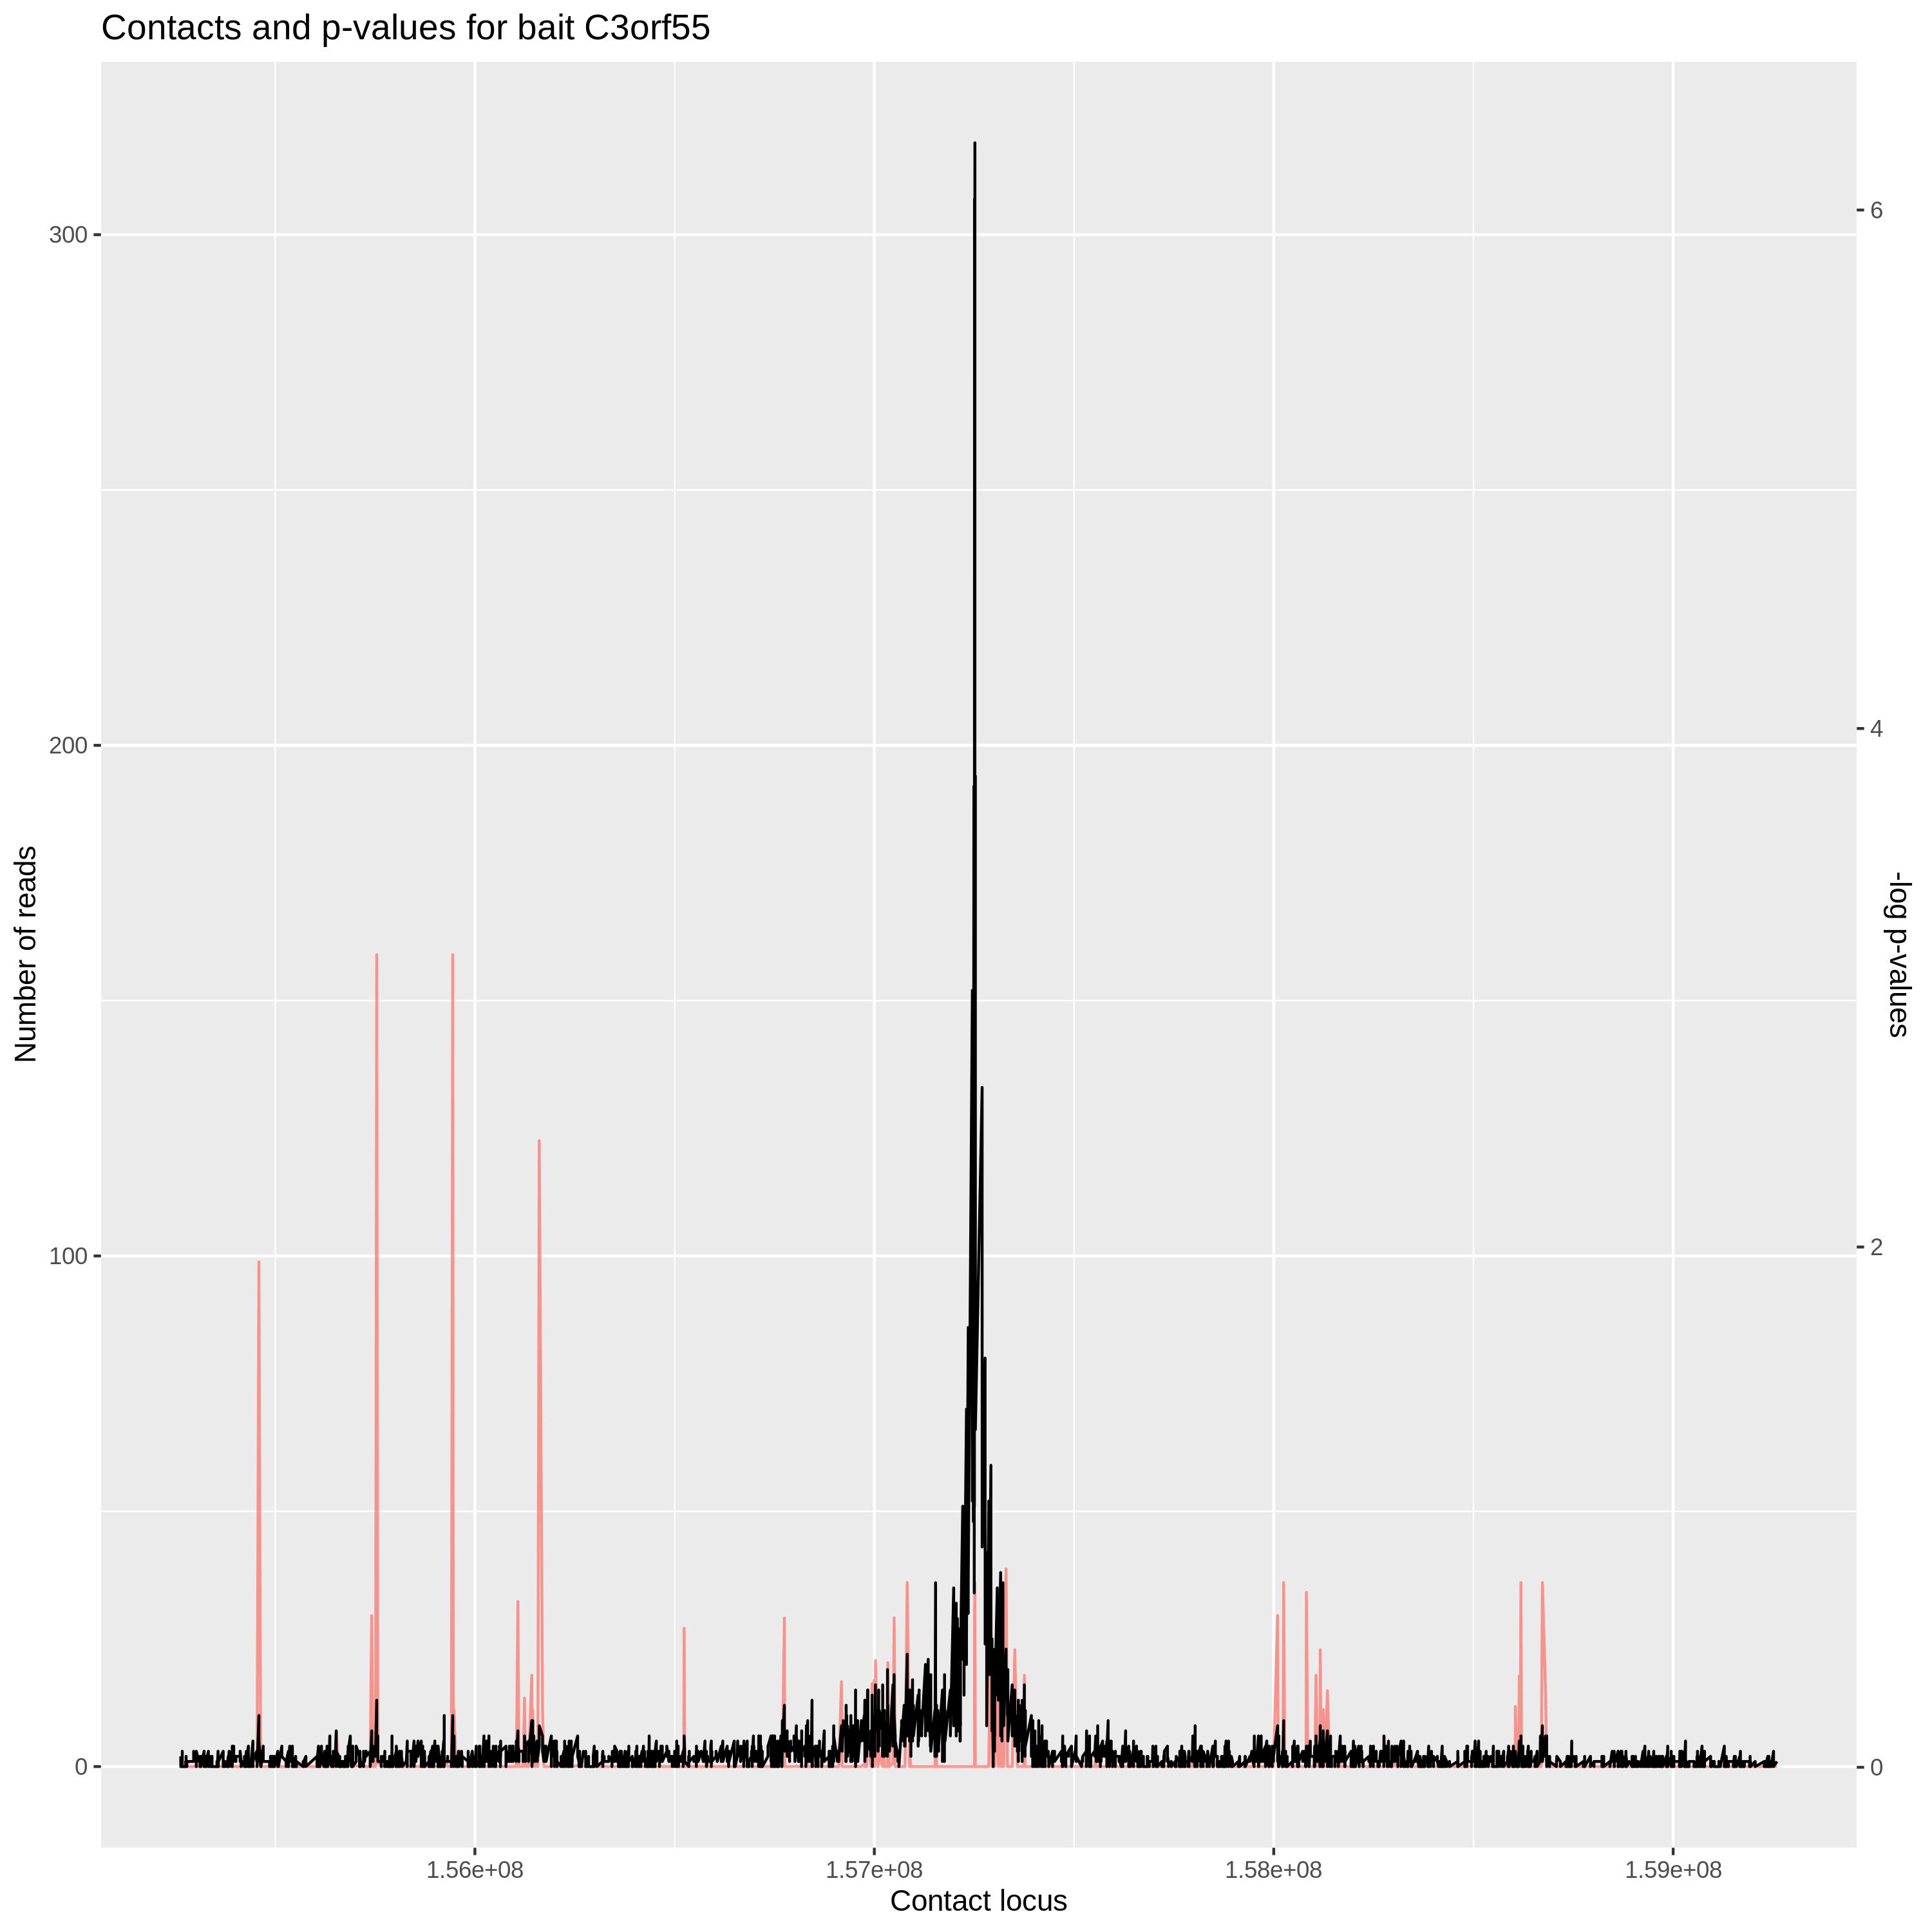 Contacts and p-values for bait C3orf55
Number of reads
300
200
100
0
6
4
2
0
-log p-values
1.56e+08
1.57e+08
1.58e+08
1.59e+08
Contact locus